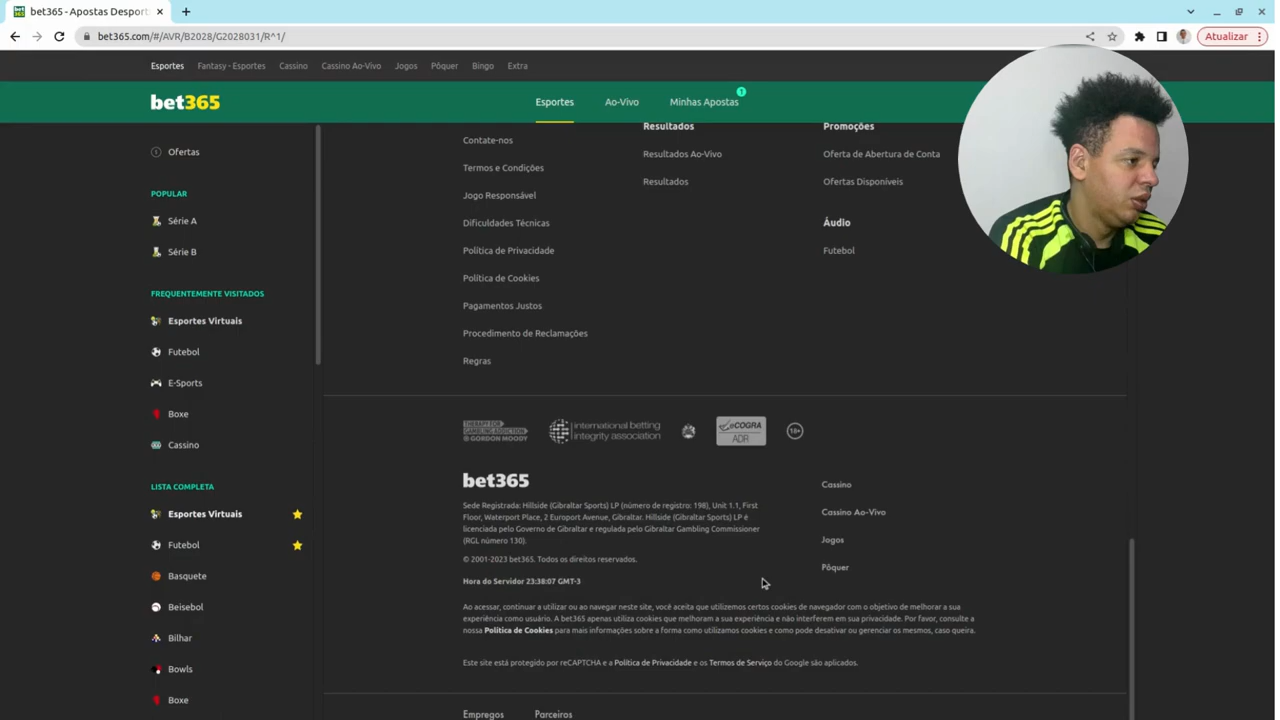 bet365 - Apostas Desport
bet365.com/#/AVR/B2028/G2028031/R^1/
Atualizar
Esportes
Fantasy - Esportes
Cassino
Cassino Ao-Vivo
Jogos
Pôquer
Bingo
Extra
bet365
Esportes
Ao-Vivo
Minhas Apostas
1
Ofertas
POPULAR
Série A
Série B
FREQUENTEMENTE VISITADOS
Esportes Virtuais
Futebol
E-Sports
Boxe
Cassino
LISTA COMPLETA
Esportes Virtuais
Futebol
Basquete
Beisebol
Bilhar
Bowls
Boxe
Contate-nos
Termos e Condições
Jogo Responsável
Dificuldades Técnicas
Política de Privacidade
Política de Cookies
Pagamentos Justos
Procedimento de Reclamações
Regras
Resultados
Resultados Ao-Vivo
Resultados
Promoções
Oferta de Abertura de Conta
Ofertas Disponíveis
Áudio
Futebol
THERAPY FOR
GAMBLING ADDICTION
GORDON MOODY
international betting
integrity association
eCOGRA
ADR
18+
bet365
Sede Registrada: Hillside (Gibraltar Sports) LP (número de registro: 198), Unit 1.1, First
Floor, Waterport Place, 2 Europort Avenue, Gibraltar. Hillside (Gibraltar Sports) LP é
licenciada pelo Governo de Gibraltar e regulada pelo Gibraltar Gambling Commissioner
(RGL número 130).
© 2001-2023 bet365. Todos os direitos reservados.
Hora do Servidor 23:38:07 GMT-3
Cassino
Cassino Ao-Vivo
Jogos
Pôquer
Ao acessar, continuar a utilizar ou ao navegar neste site, você aceita que utilizemos certos cookies de navegador com o objetivo de melhorar a sua
experiência como usuário. A bet365 apenas utiliza cookies que melhoram a sua experiência e não interferem em sua privacidade. Por favor, consulte a
nossa Política de Cookies para mais informações sobre a forma como utilizamos cookies e como pode desativar ou gerenciar os mesmos, caso queira.
Este site está protegido por reCAPTCHA e a Política de Privacidade e os Termos de Serviço do Google são aplicados.
Empregos
Parceiros